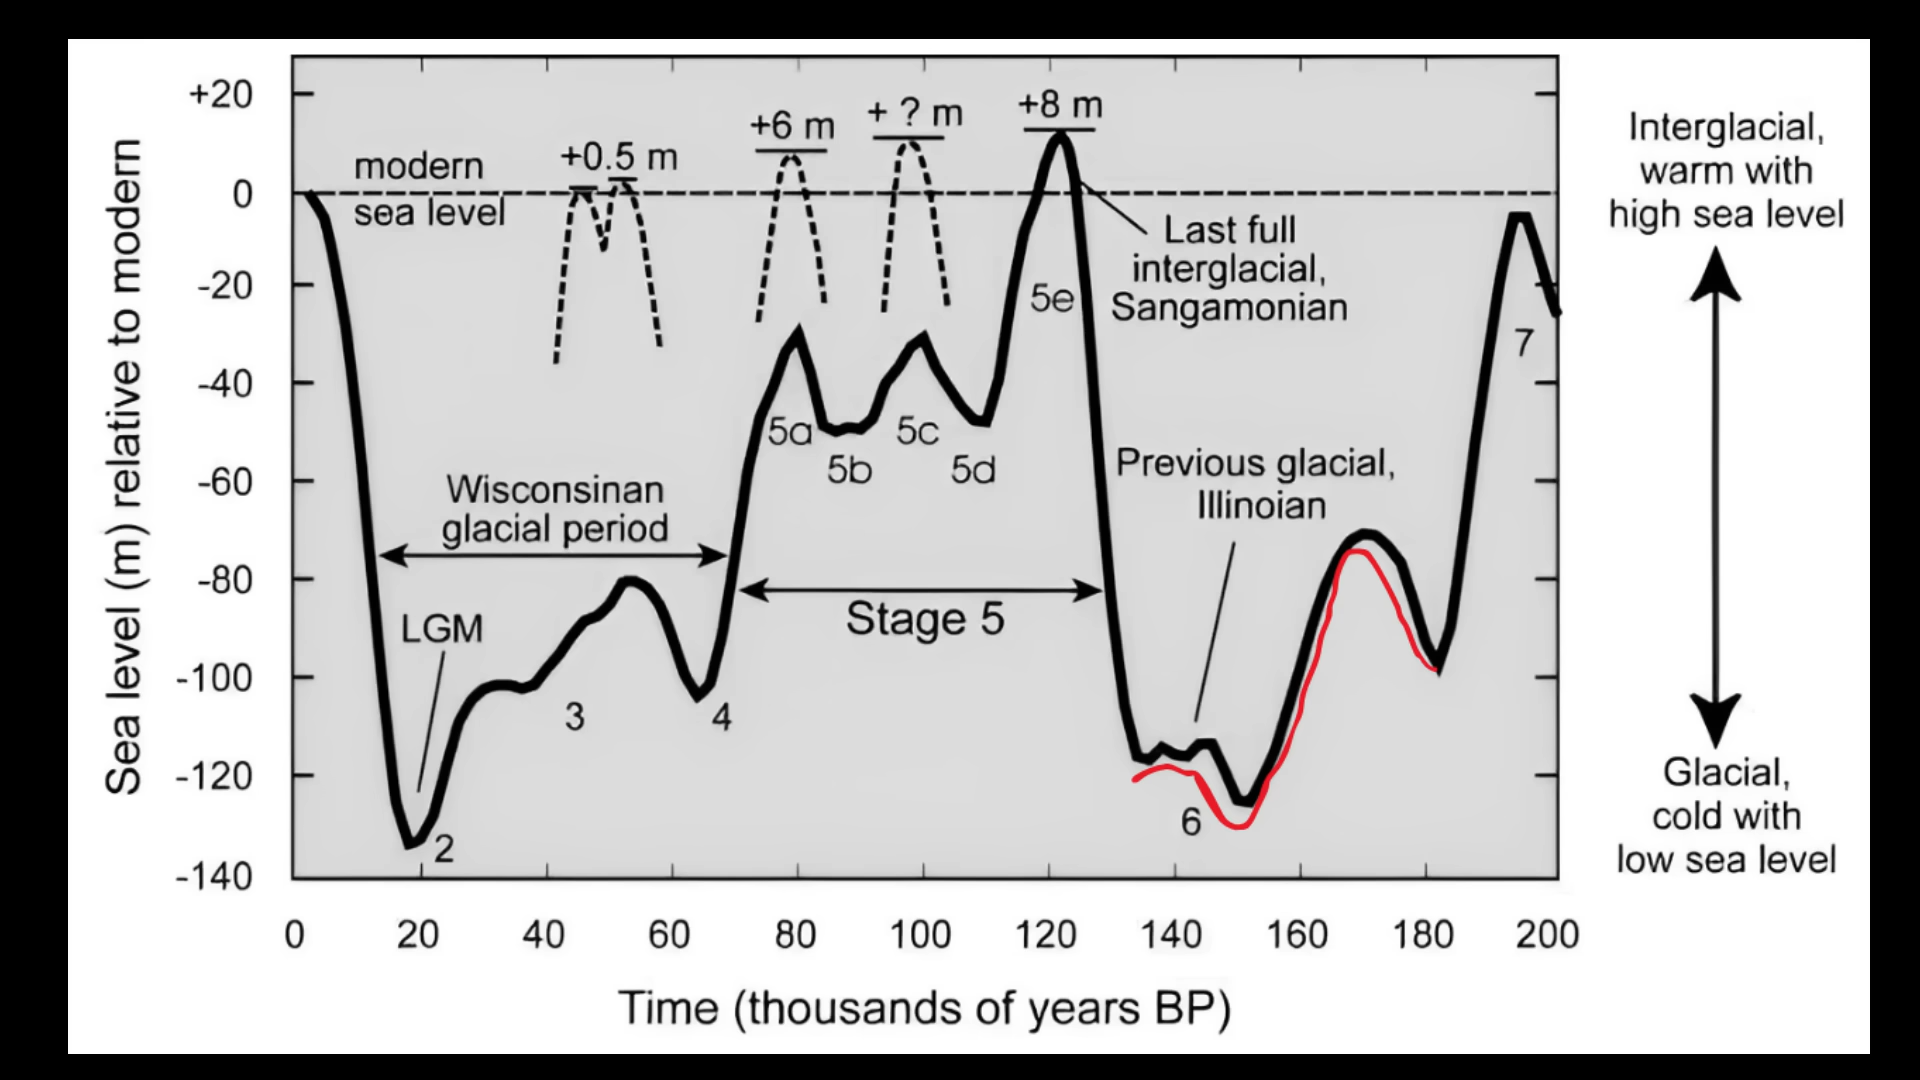 +20
0
-20
-40
-60
-80
-100
-120
-140
Sea level (m) relative to modern
modern
sea level
+0.5 m
+6 m
+ ? m
+8 m
Last full
interglacial,
Sangamonian
5e
7
5a
5b
5c
5d
Previous glacial,
Illinoian
Wisconsinan
glacial period
Stage 5
LGM
2
3
4
6
0
20
40
60
80
100
120
140
160
180
200
Time (thousands of years BP)
Interglacial,
warm with
high sea level
Glacial,
cold with
low sea level